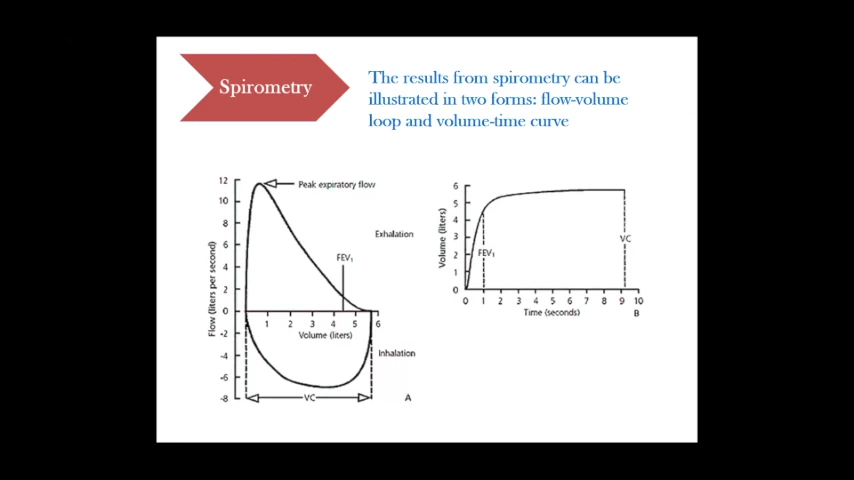 Spirometry
The results from spirometry can be
illustrated in two forms: flow-volume
loop and volume-time curve
12
10
8
6
4
2
0
-2
-4
-6
-8
Flow (liters per second)
Peak expiratory flow
Exhalation
FEV₁
1 2 3 4 5 6
Volume (liters)
Inhalation
VC
A
6
5
4
3
2
1
0
Volume (liters)
FEV₁
VC
0 1 2 3 4 5 6 7 8 9 10
Time (seconds)
B